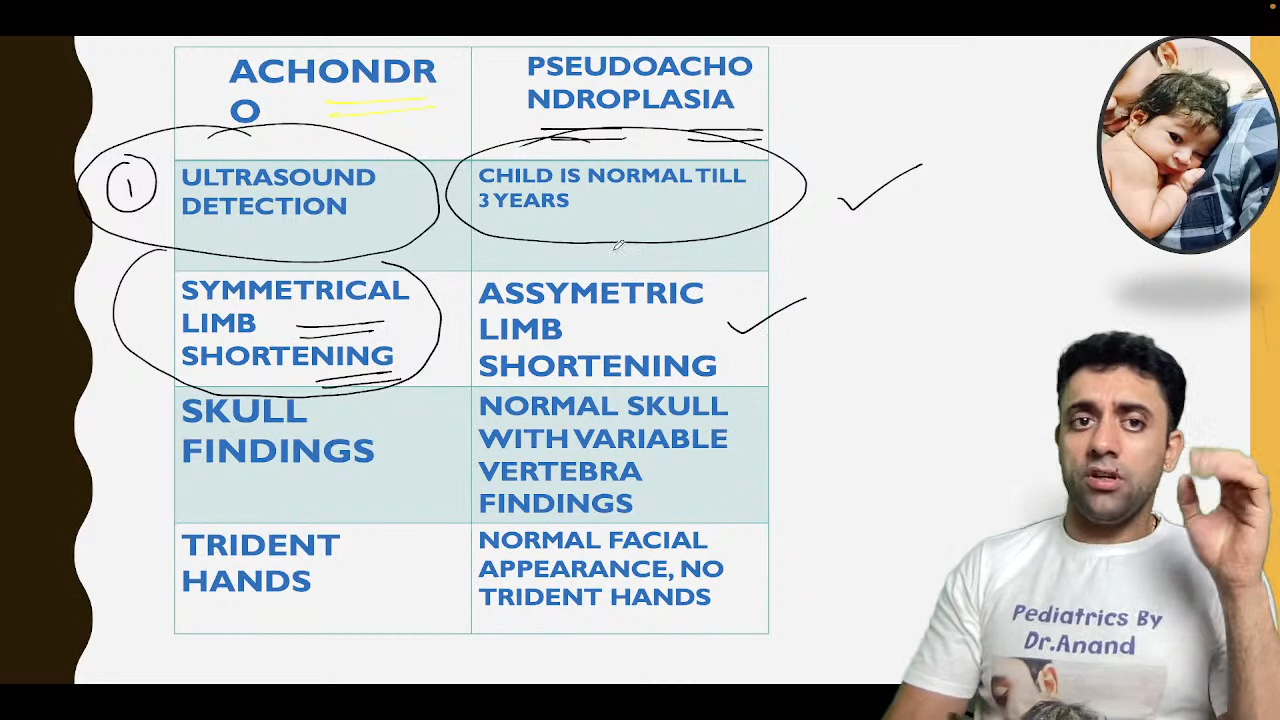 ACHONDR
O
PSEUDOACHO
NDROPLASIA
1
ULTRASOUND
DETECTION
CHILD IS NORMAL TILL
3 YEARS
SYMMETRICAL
LIMB
SHORTENING
ASSYMETRIC
LIMB
SHORTENING
SKULL
FINDINGS
NORMAL SKULL
WITH VARIABLE
VERTEBRA
FINDINGS
TRIDENT
HANDS
NORMAL FACIAL
APPEARANCE, NO
TRIDENT HANDS
Pediatrics By
Dr.Anand